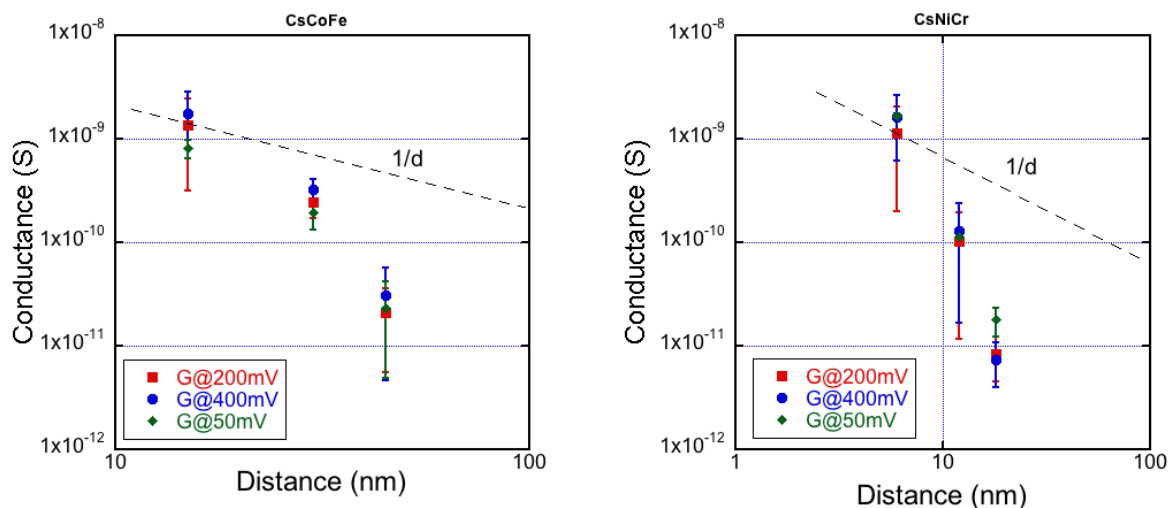 CsCoFe
1x10⁻⁸
1x10⁻⁹
1x10⁻¹⁰
1x10⁻¹¹
1x10⁻¹²
Conductance (S)
1/d
G@200mV
G@400mV
G@50mV
10
100
Distance (nm)
CsNiCr
1x10⁻⁸
1x10⁻⁹
1x10⁻¹⁰
1x10⁻¹¹
1x10⁻¹²
Conductance (S)
1/d
G@200mV
G@400mV
G@50mV
1
10
100
Distance (nm)